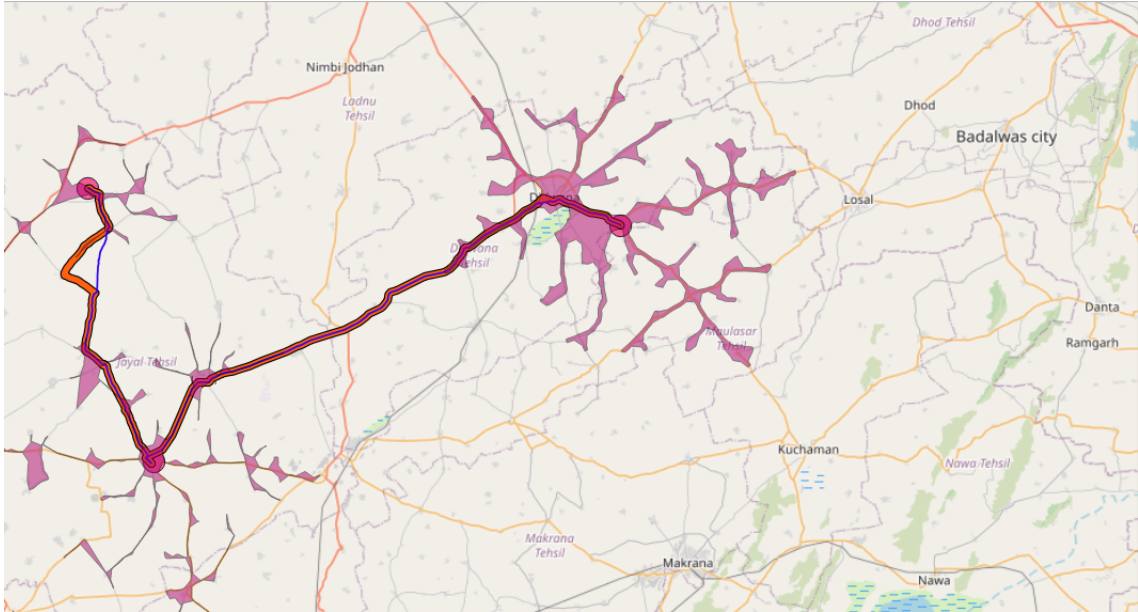 Dhod Tehsil
Nimbi Jodhan
Ladnu
Tehsil
Dhod
Badalwas city
Losal
Tehsil
Danta
Maulasar
Tehsil
Ramgarh
Jayal Tehsil
Kuchaman
Nawa Tehsil
Makrana
Tehsil
Makrana
Nawa